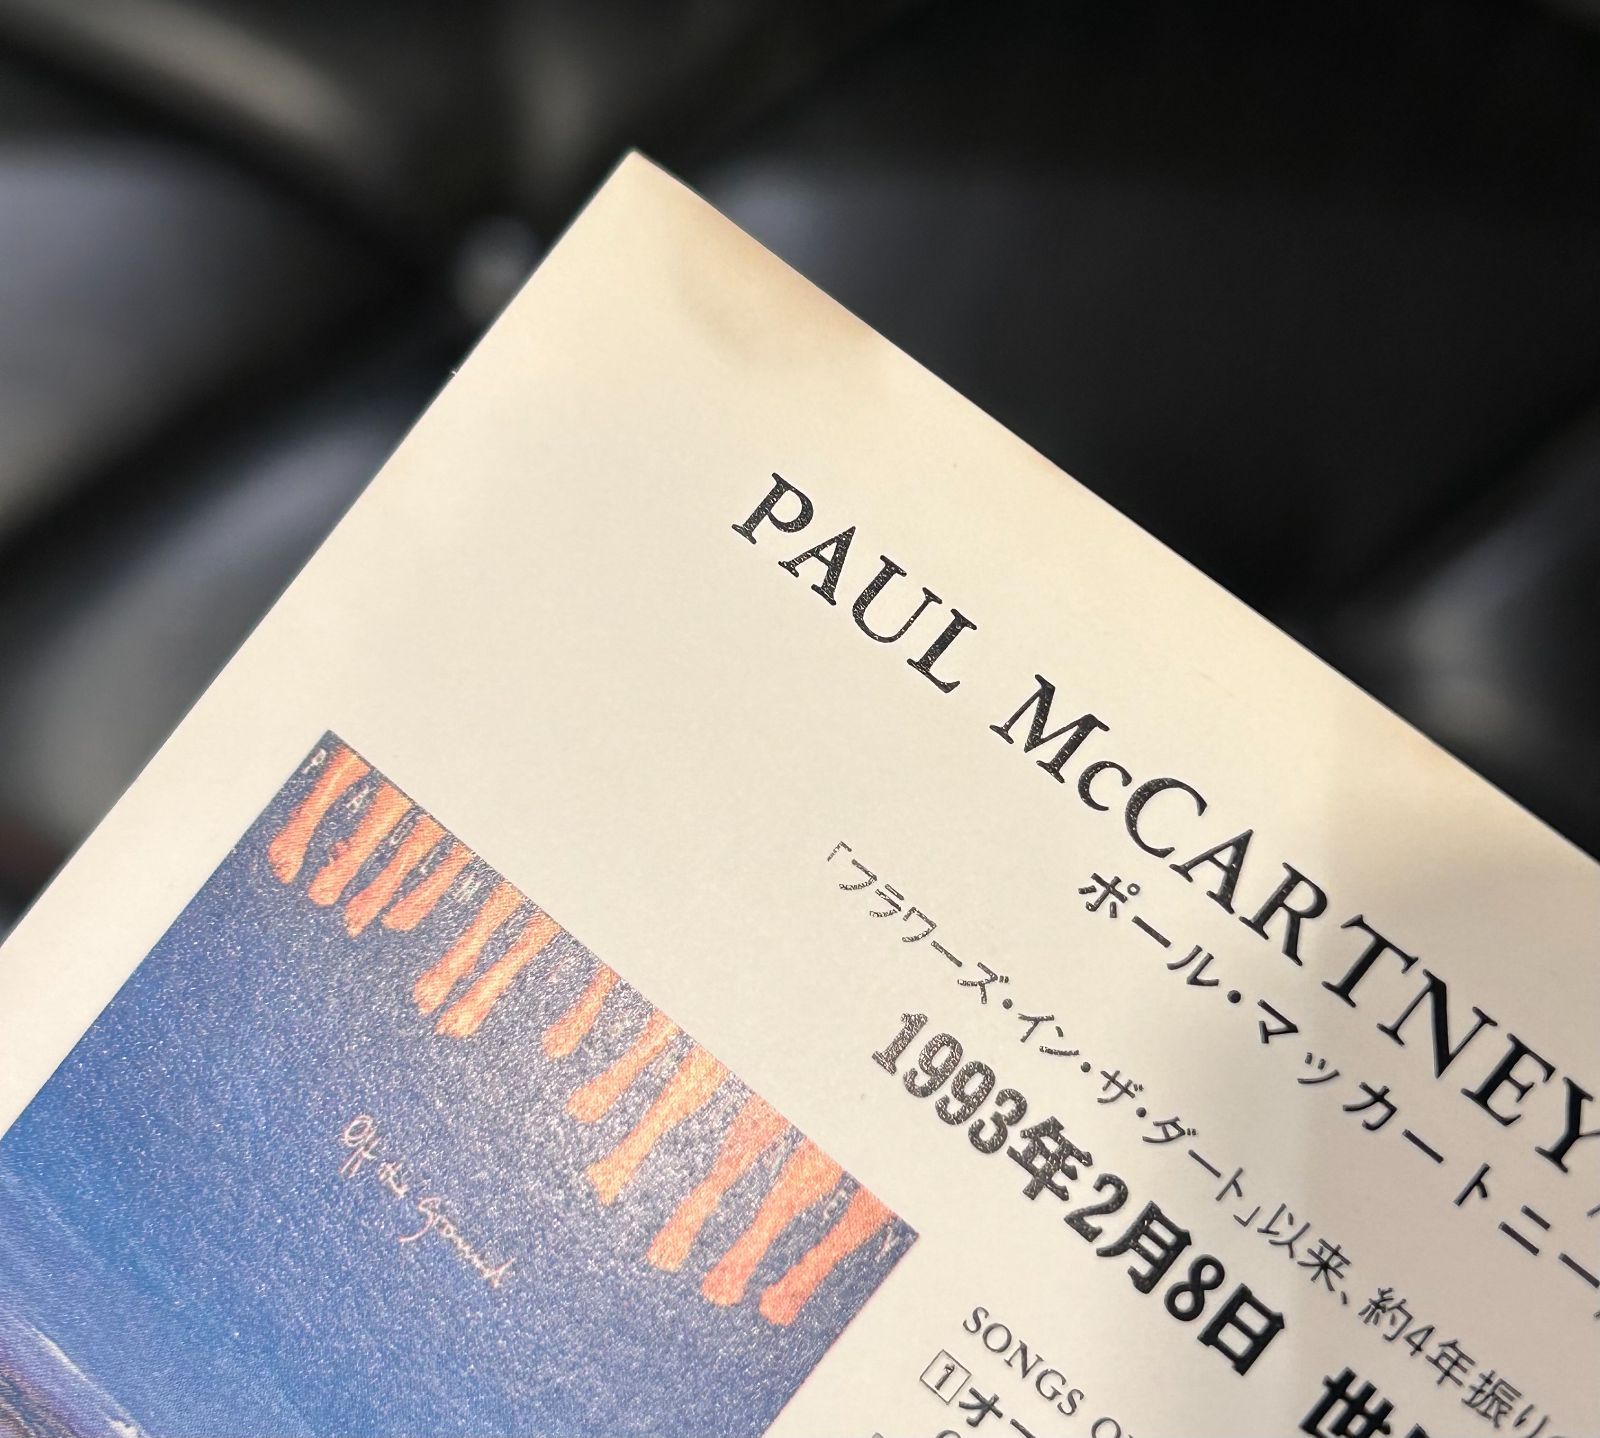 PAUL McCARTNEY
ポール・マッカートニー
「フラワーズ・イン・ザ・ダート」以来、約4年振り
1993年2月8日 世
SONGS
1 オー
Off the Ground